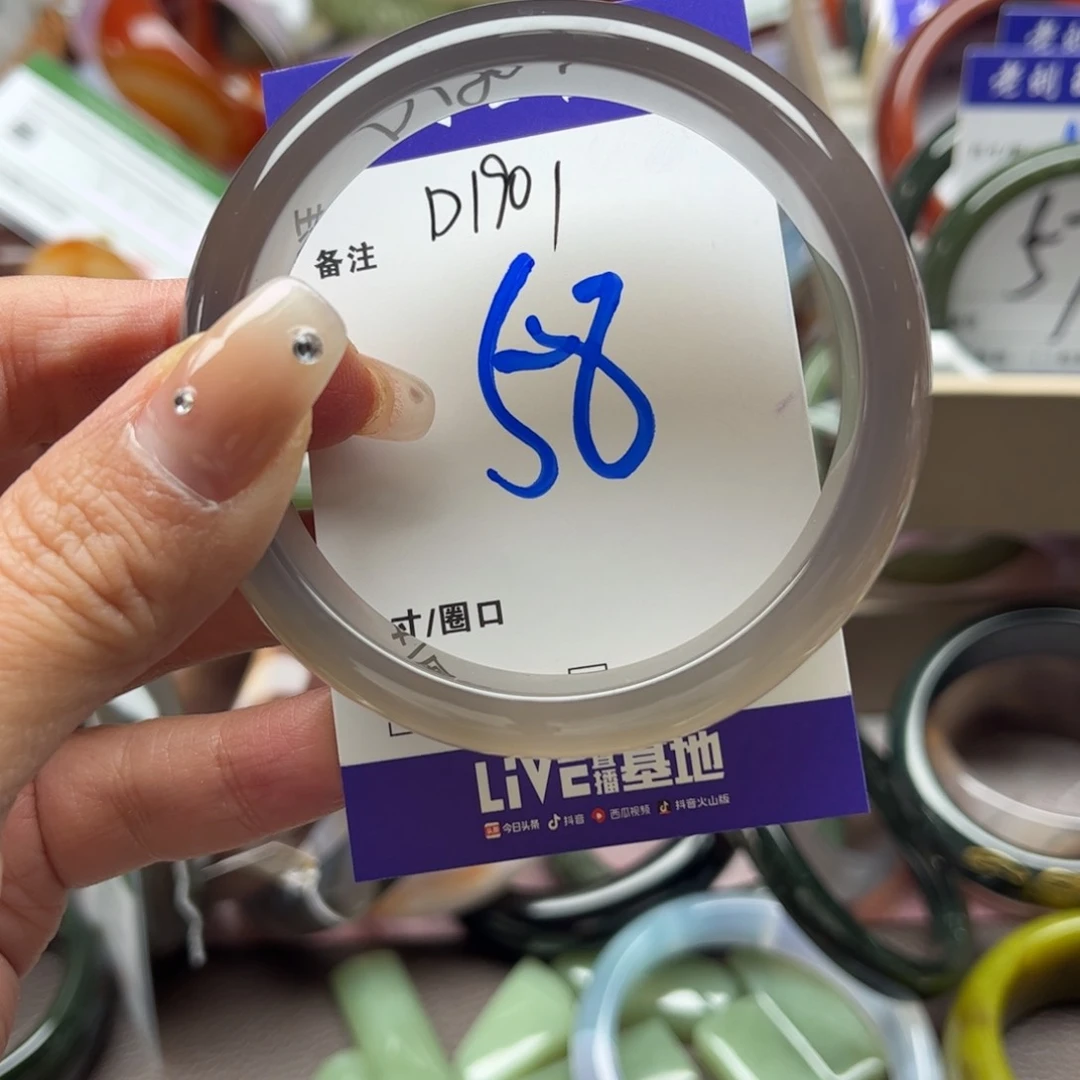 D1901
备注
58
寸/圈口
LiVE直播基地
今日头条 抖音 西瓜视频 抖音火山版